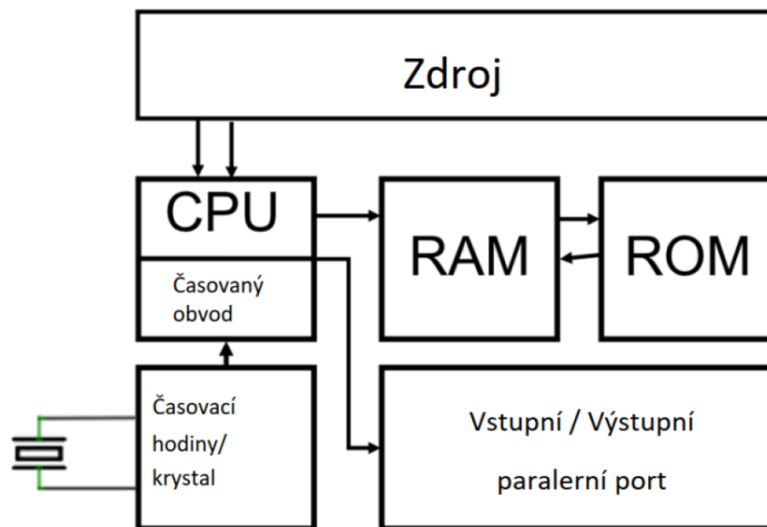 Zdroj
CPU
Časovaný
obvod
RAM
ROM
Časovací
hodiny/
krystal
Vstupní / Výstupní
paralerní port